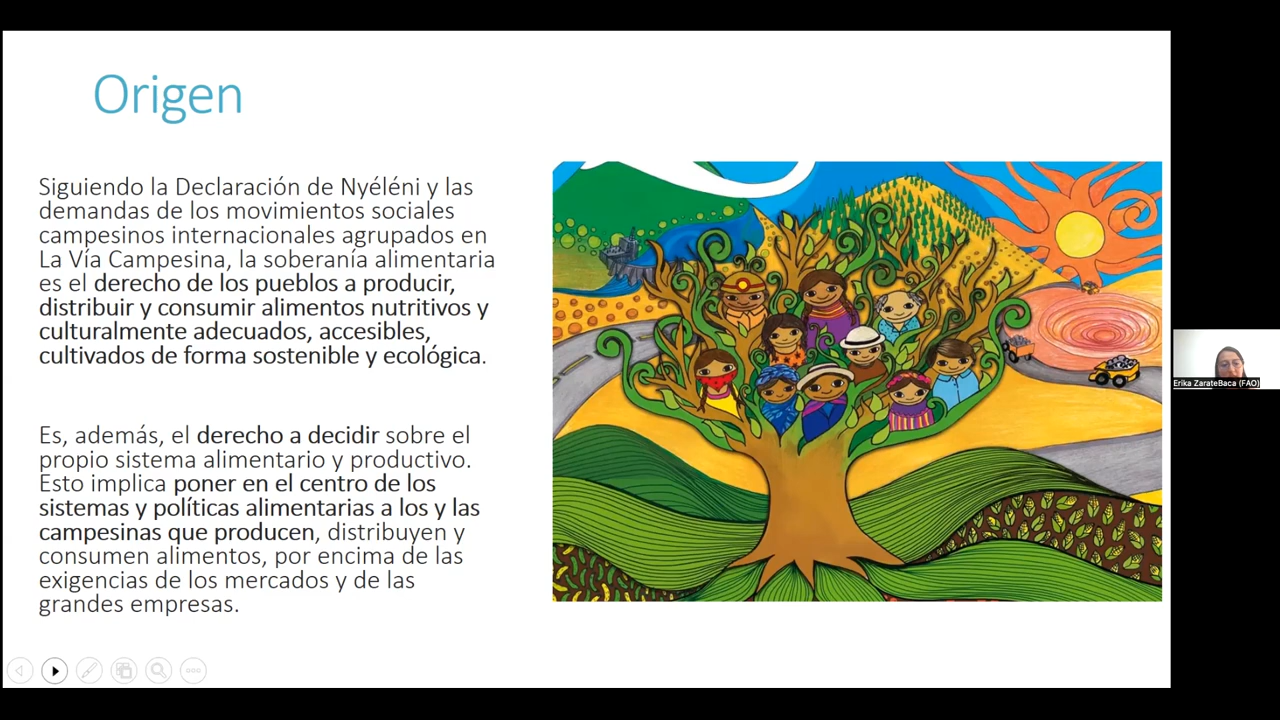 Origen
Siguiendo la Declaración de Nyéléni y las
demandas de los movimientos sociales
campesinos internacionales agrupados en
La Vía Campesina, la soberanía alimentaria
es el derecho de los pueblos a producir,
distribuir y consumir alimentos nutritivos y
culturalmente adecuados, accesibles,
cultivados de forma sostenible y ecológica.
Es, además, el derecho a decidir sobre el
propio sistema alimentario y productivo.
Esto implica poner en el centro de los
sistemas y políticas alimentarias a los y las
campesinas que producen, distribuyen y
consumen alimentos, por encima de las
exigencias de los mercados y de las
grandes empresas.
Erika ZarateBaca (FAO)